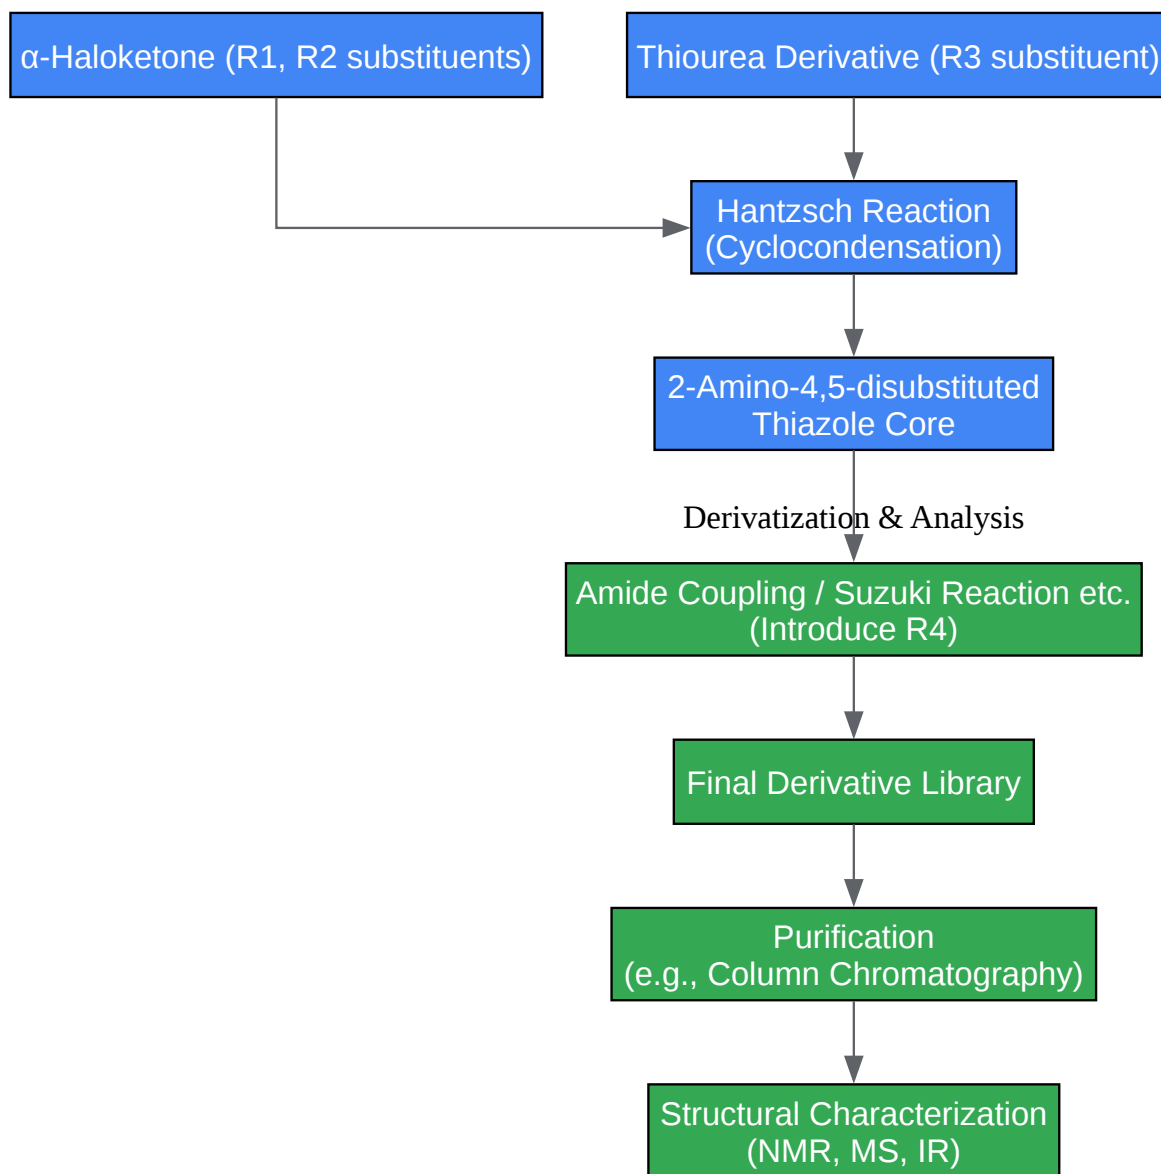 α-Haloketone (R1, R2 substituents)
Thiourea Derivative (R3 substituent)
Hantzsch Reaction
(Cyclocondensation)
2-Amino-4,5-disubstituted
Thiazole Core
Derivatization & Analysis
Amide Coupling / Suzuki Reaction etc.
(Introduce R4)
Final Derivative Library
Purification
(e.g., Column Chromatography)
Structural Characterization
(NMR, MS, IR)